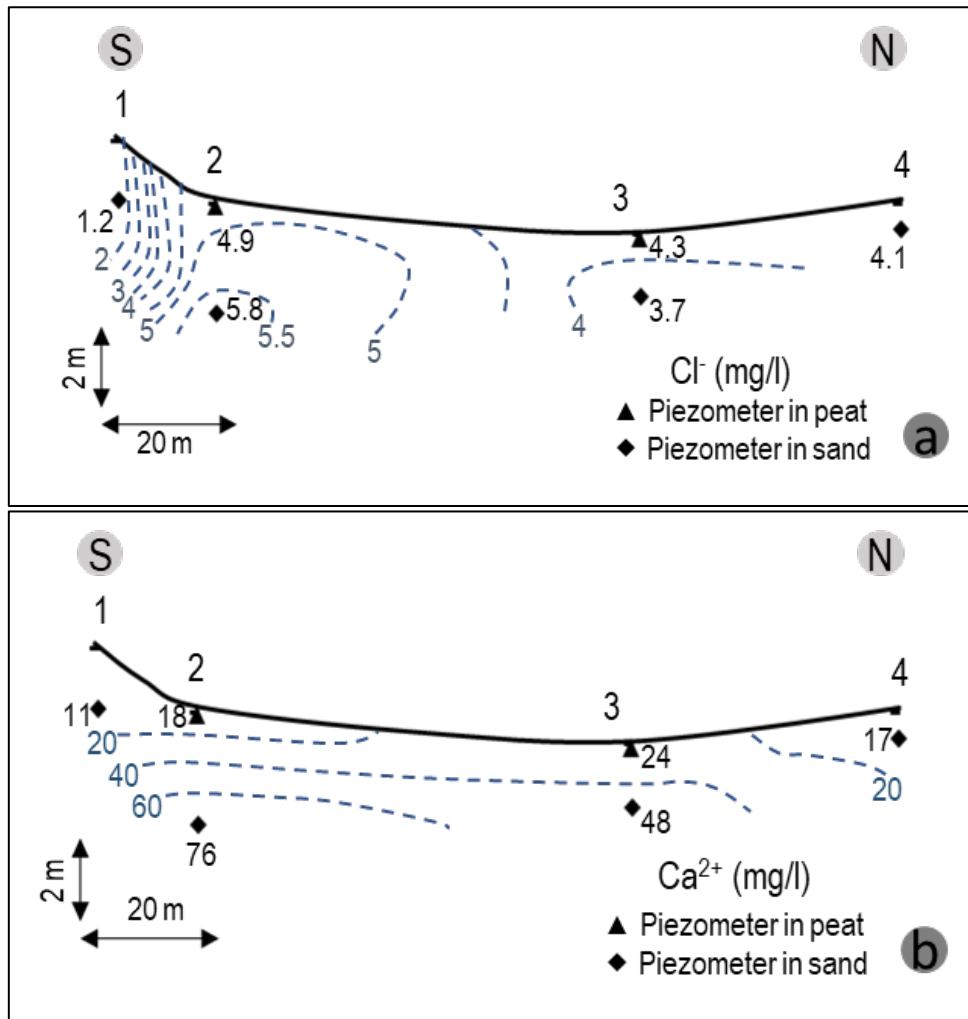 S N
1
2
3
4
1.2
4.9
4.3
4.1
2
3
4
5
5.8
5.5
5
4
3.7
2 m
20 m
Cl⁻ (mg/l)
Piezometer in peat
Piezometer in sand
a
S N
1
2
3
4
11
18
24
17
20
40
60
20
76
48
2 m
20 m
Ca²⁺ (mg/l)
Piezometer in peat
Piezometer in sand
b